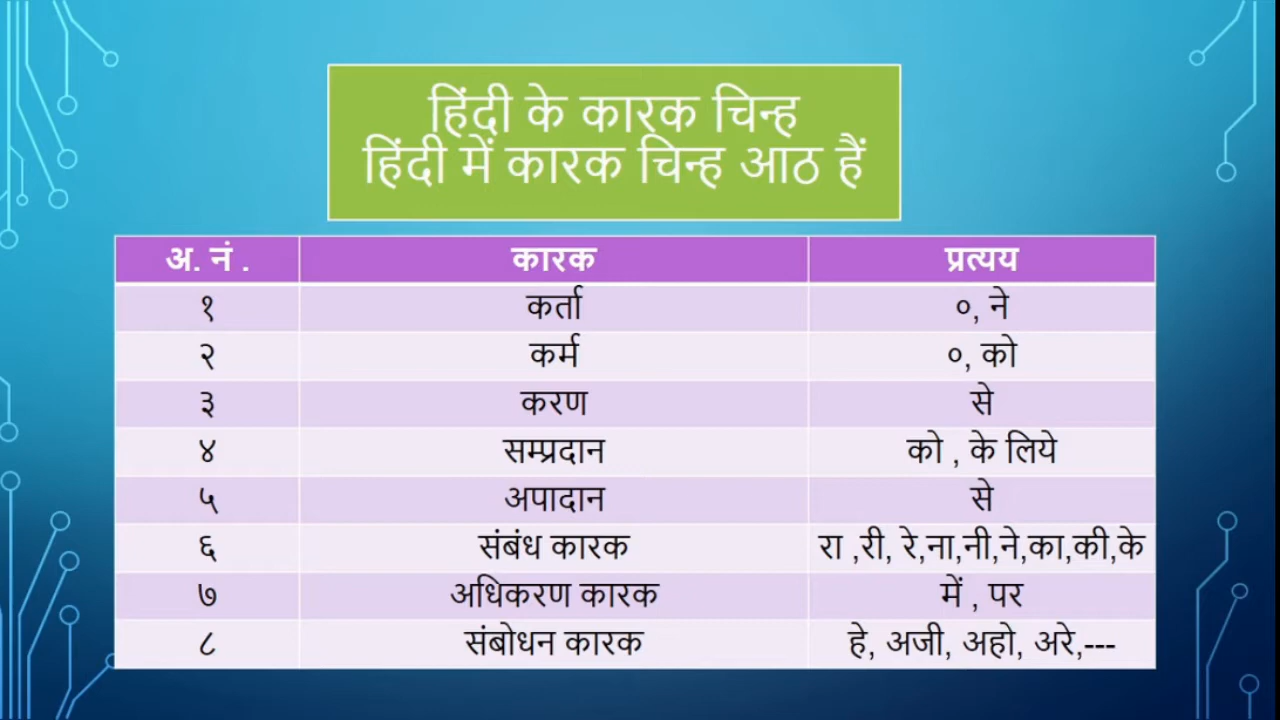 हिंदी के कारक चिन्ह
हिंदी में कारक चिन्ह आठ हैं
अ. नं . कारक प्रत्यय
१ कर्ता ०, ने
२ कर्म ०, को
३ करण से
४ सम्प्रदान को , के लिये
५ अपादान से
६ संबंध कारक रा ,री, रे,ना,नी,ने,का,की,के
७ अधिकरण कारक में , पर
८ संबोधन कारक हे, अजी, अहो, अरे,---